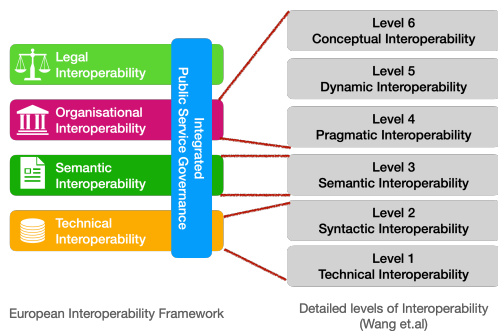 Legal
Interoperability
Organisational
Interoperability
Semantic
Interoperability
Technical
Interoperability
Integrated
Public Service Governance
European Interoperability Framework
Level 6
Conceptual Interoperability
Level 5
Dynamic Interoperability
Level 4
Pragmatic Interoperability
Level 3
Semantic Interoperability
Level 2
Syntactic Interoperability
Level 1
Technical Interoperability
Detailed levels of Interoperability
(Wang et.al)